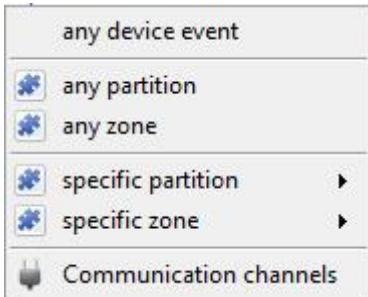 any device event
any partition
any zone
specific partition
specific zone
Communication channels